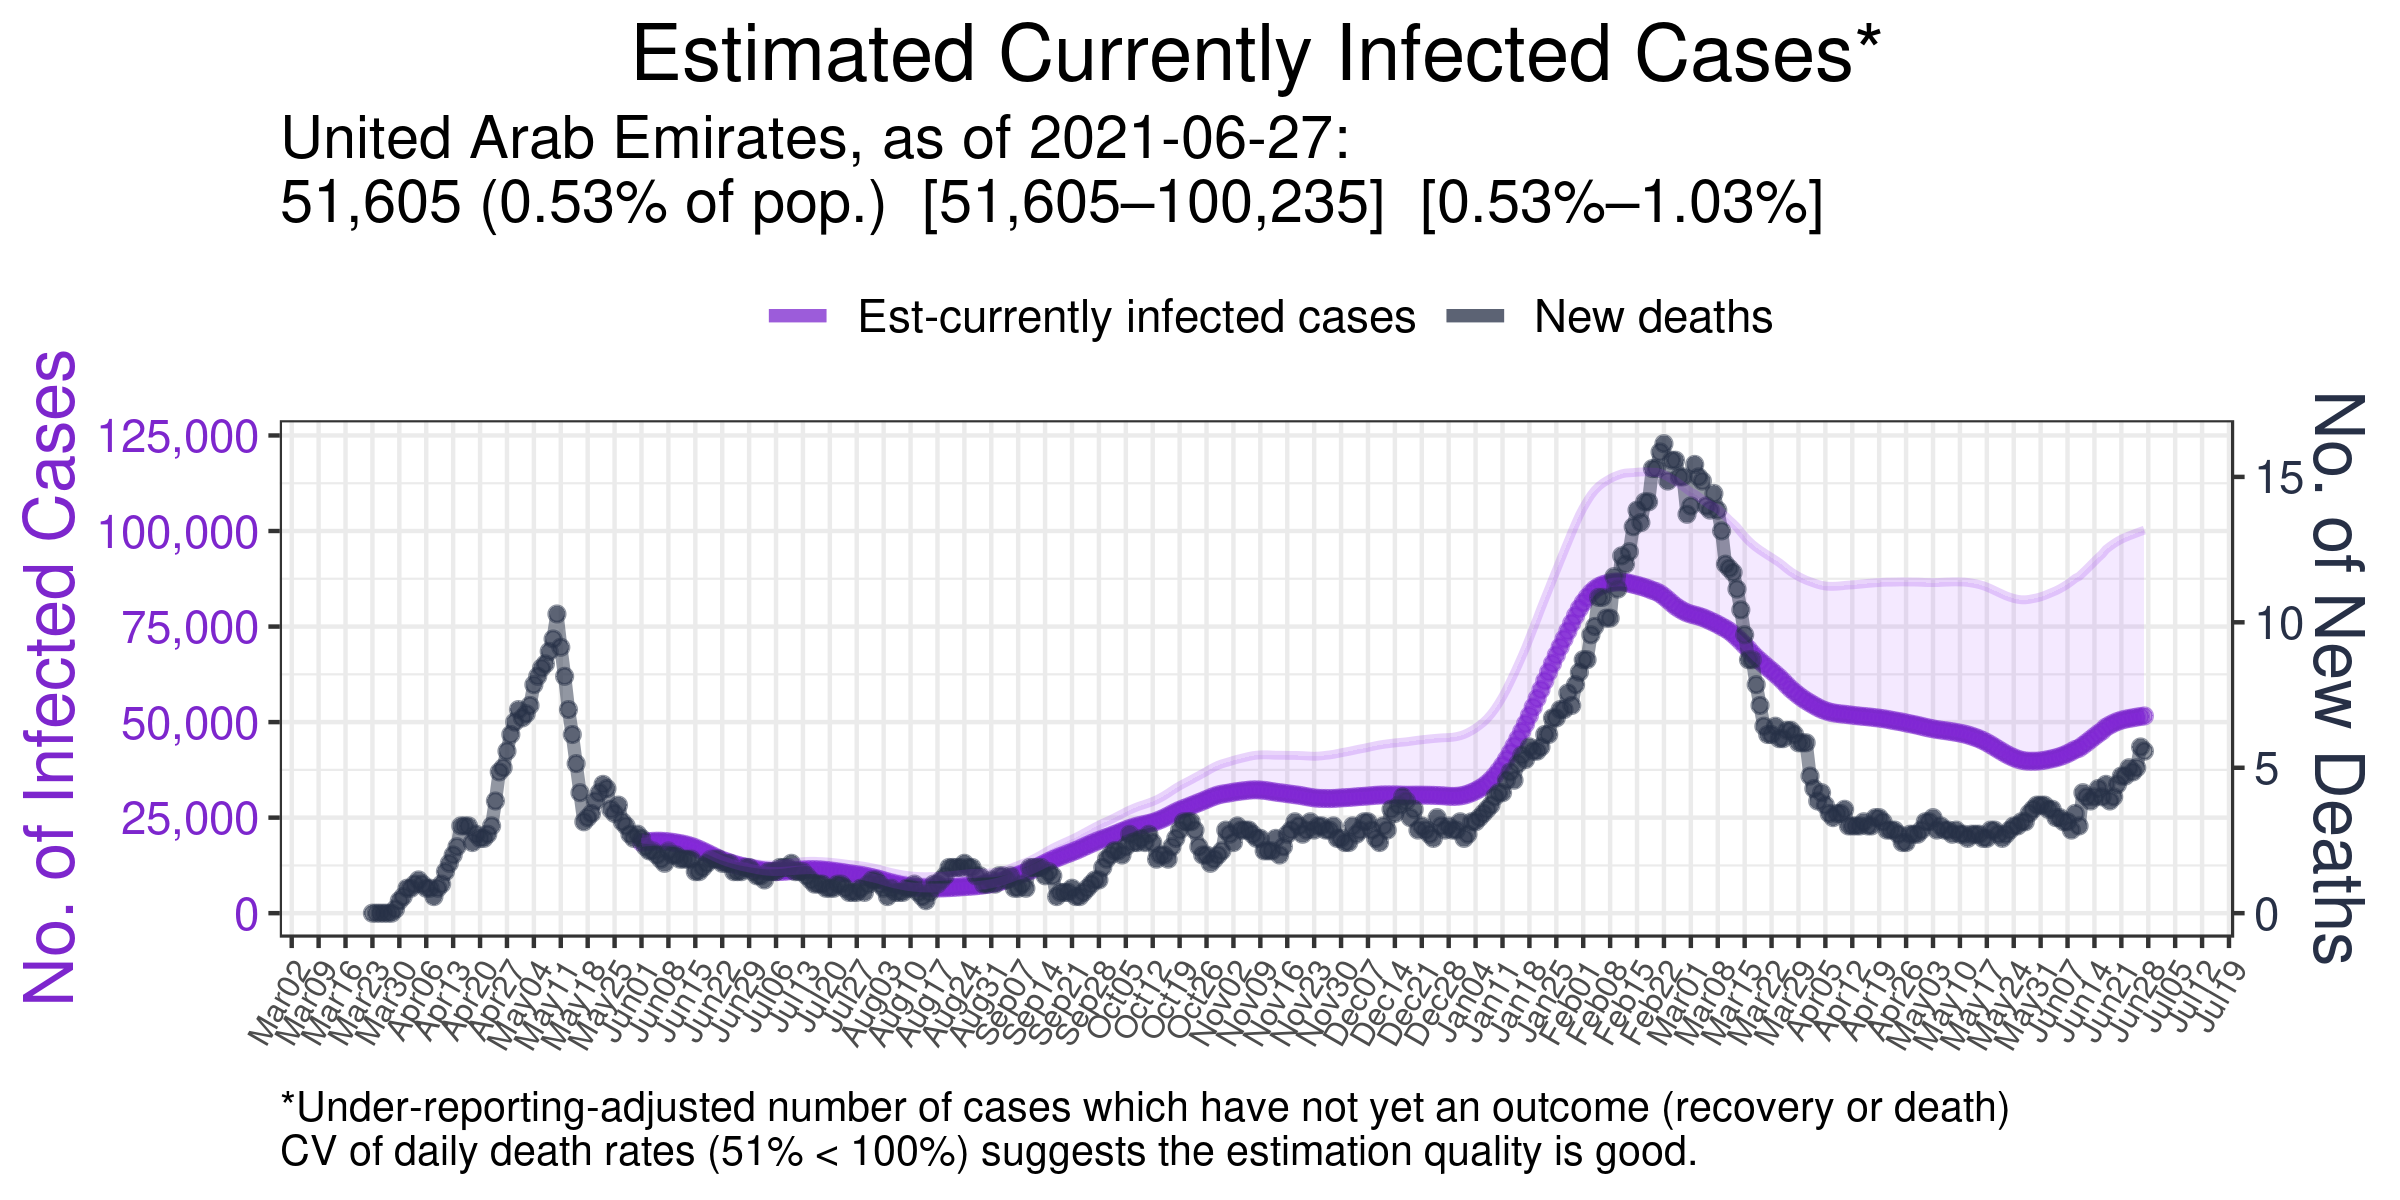 Estimated Currently Infected Cases*
United Arab Emirates, as of 2021-06-27:
51,605 (0.53% of pop.)  [51,605–100,235]  [0.53%–1.03%]
Est-currently infected cases
New deaths
No. of Infected Cases
125,000
100,000
75,000
50,000
25,000
0
No. of New Deaths
15
10
5
0
Mar02
Mar09
Mar16
Mar23
Mar30
Apr06
Apr13
Apr20
Apr27
May04
May11
May18
May25
Jun01
Jun08
Jun15
Jun22
Jun29
Jul06
Jul13
Jul20
Jul27
Aug03
Aug10
Aug17
Aug24
Aug31
Sep07
Sep14
Sep21
Sep28
Oct05
Oct12
Oct19
Oct26
Nov02
Nov09
Nov16
Nov23
Nov30
Dec07
Dec14
Dec21
Dec28
Jan04
Jan11
Jan18
Jan25
Feb01
Feb08
Feb15
Feb22
Mar01
Mar08
Mar15
Mar22
Mar29
Apr05
Apr12
Apr19
Apr26
May03
May10
May17
May24
May31
Jun07
Jun14
Jun21
Jun28
Jul05
Jul12
Jul19
*Under-reporting-adjusted number of cases which have not yet an outcome (recovery or death)
CV of daily death rates (51% < 100%) suggests the estimation quality is good.